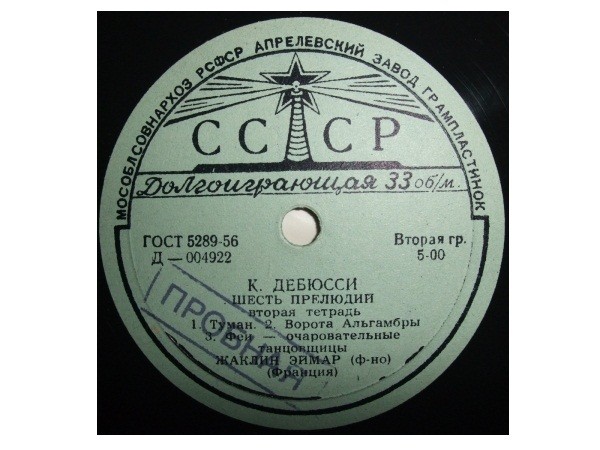 МОСОБЛСОВНАРХОЗ РСФСР АПРЕЛЕВСКИЙ ЗАВОД ГРАМПЛАСТИНОК
СССР
Долгоиграющая 33 об/м.
ГОСТ 5289-56
Д — 004922
Вторая гр.
5-00
К. ДЕБЮССИ
ШЕСТЬ ПРЕЛЮДИЙ
вторая тетрадь
1. Туман. 2. Ворота Альгамбры
3. Феи — очаровательные
танцовщицы
ЖАКЛИН ЭЙМАР (ф-но)
(Франция)
ПРОБНАЯ